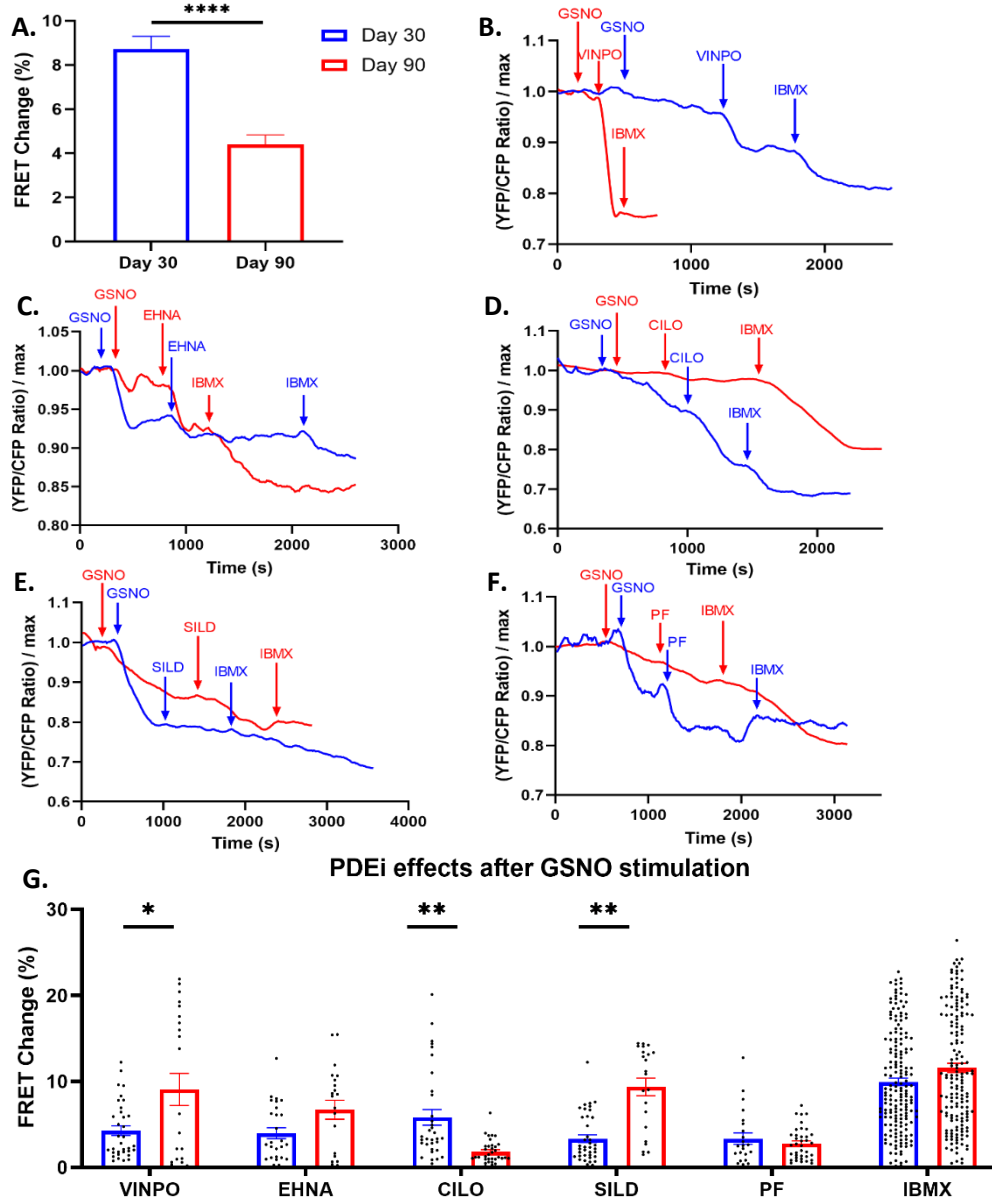 A.
****
FRET Change (%)
10
8
6
4
2
0
Day 30
Day 90
Day 30
Day 90
B.
GSNO
GSNO
VINPO
VINPO
IBMX
IBMX
(YFP/CFP Ratio) / max
1.1
1.0
0.9
0.8
0.7
0
1000
2000
Time (s)
C.
GSNO
GSNO
EHNA
EHNA
IBMX
IBMX
(YFP/CFP Ratio) / max
1.05
1.00
0.95
0.90
0.85
0.80
0
1000
2000
3000
Time (s)
D.
GSNO
GSNO
CILO
CILO
IBMX
IBMX
(YFP/CFP Ratio) / max
1.1
1.0
0.9
0.8
0.7
0.6
0
1000
2000
Time (s)
E.
GSNO
GSNO
SILD
SILD
IBMX
IBMX
(YFP/CFP Ratio) / max
1.1
1.0
0.9
0.8
0.7
0.6
0
1000
2000
3000
4000
Time (s)
F.
GSNO
GSNO
PF
PF
IBMX
IBMX
(YFP/CFP Ratio) / max
1.1
1.0
0.9
0.8
0.7
0
1000
2000
3000
Time (s)
G.
PDEi effects after GSNO stimulation
FRET Change (%)
30
20
10
0
*
**
**
VINPO
EHNA
CILO
SILD
PF
IBMX